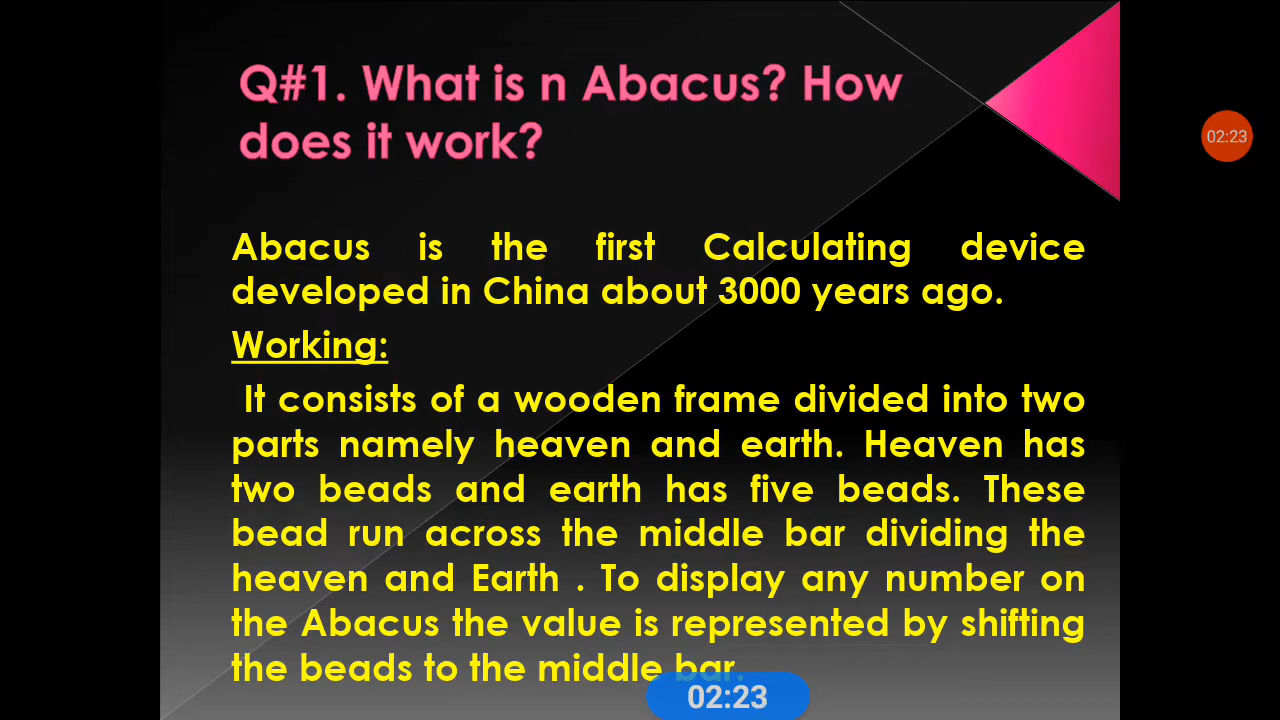 Q#1. What is n Abacus? How
does it work?
02:23
Abacus is the first Calculating device
developed in China about 3000 years ago.
Working:
It consists of a wooden frame divided into two
parts namely heaven and earth. Heaven has
two beads and earth has five beads. These
bead run across the middle bar dividing the
heaven and Earth . To display any number on
the Abacus the value is represented by shifting
the beads to the middle bar.
02:23